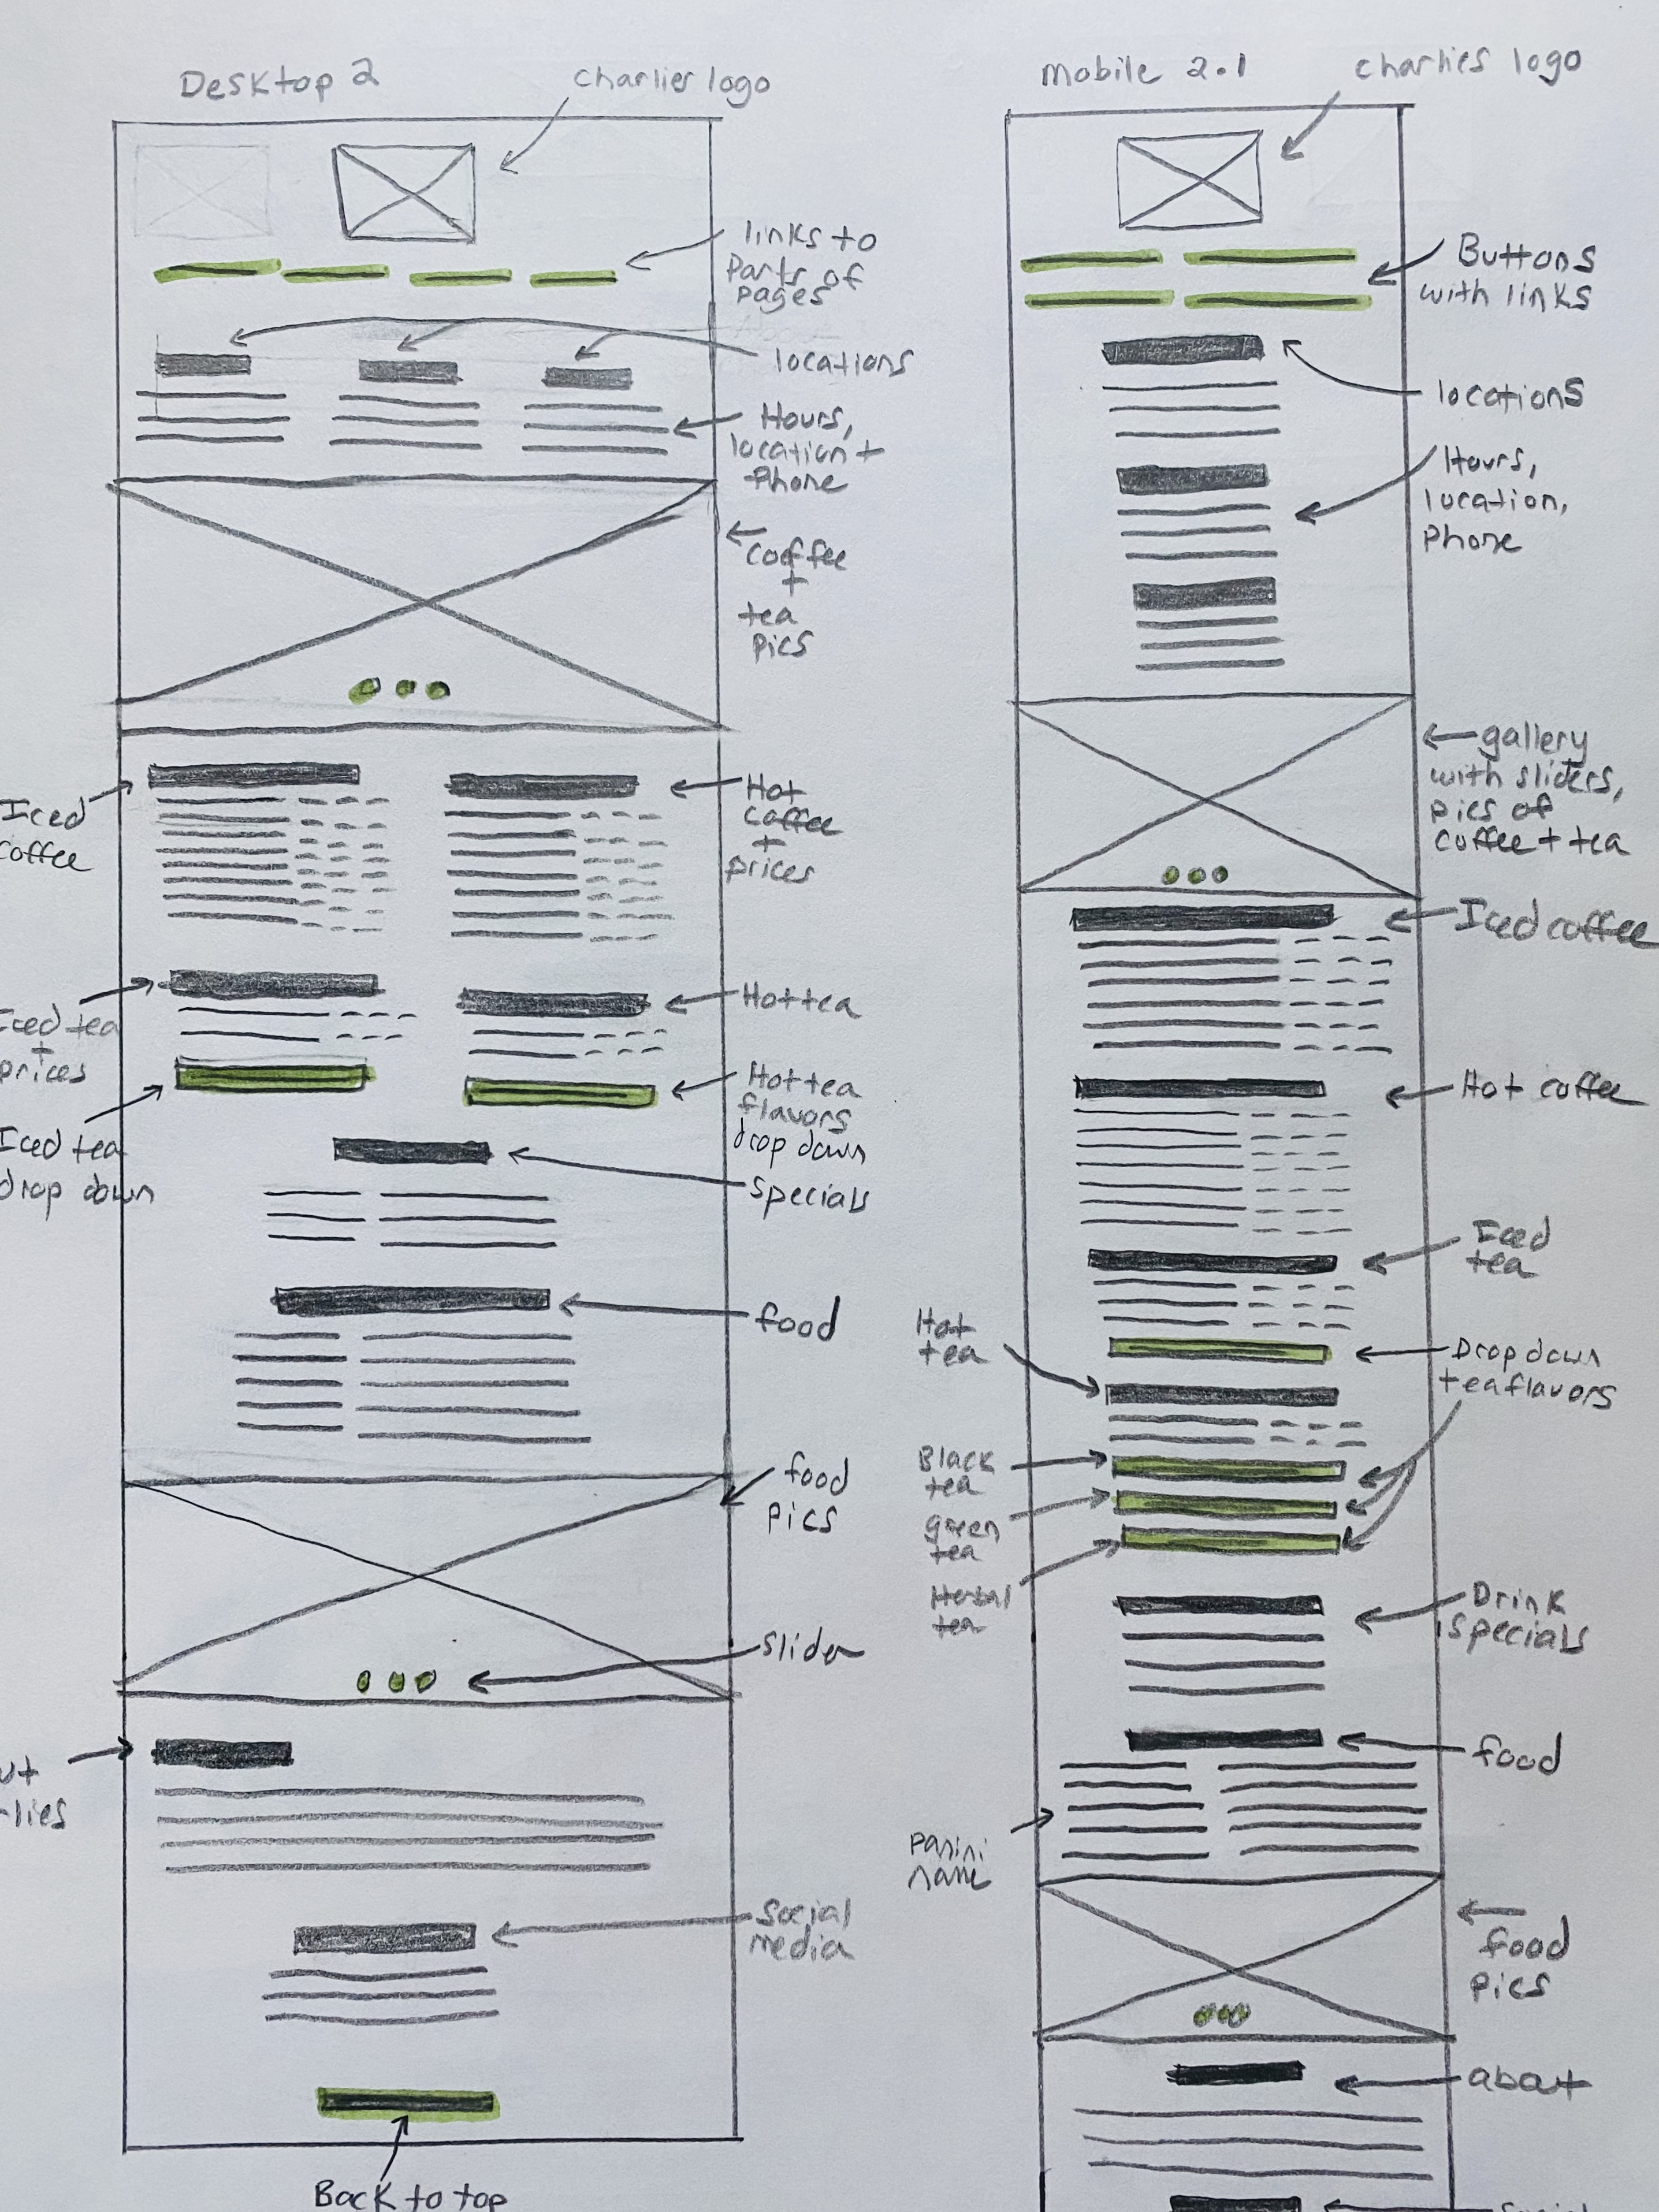 Desktop 2
charlies logo
links to
parts of
pages
locations
Hours,
location +
Phone
Coffee
+
tea
pics
Iced
coffee
Hot
coffee
+
prices
Iced tea
+
prices
Hot tea
Iced tea
drop down
Hot tea
flavors
drop down
specials
food
food
pics
slider
Social
media
Back to top
mobile 2.1
charlies logo
Buttons
with links
locations
Hours,
location,
Phone
gallery
with sliders,
pics of
coffee + tea
Iced coffee
Hot coffee
Iced
tea
Drop down
tea flavors
Hot
tea
Black
tea
green
tea
Herbal
tea
Drink
specials
food
panini
name
food
pics
about